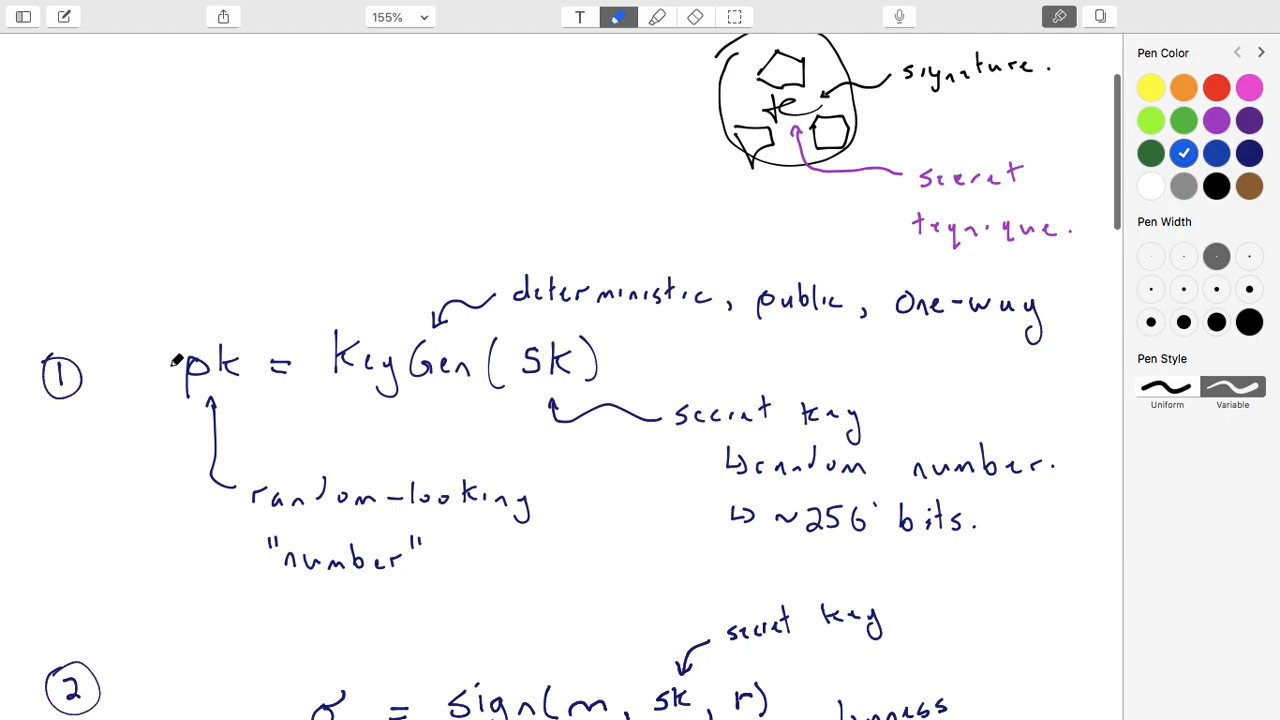 155%
T
Pen Color
signature.
secret
teqnique.
Pen Width
deterministic, public, one-way
① pk = KeyGen( sk)
Pen Style
Uniform Variable
secret key
↳ random number.
↳ ~256 bits.
random-looking
"number"
secret key
② σ = sign(m, sk, r)